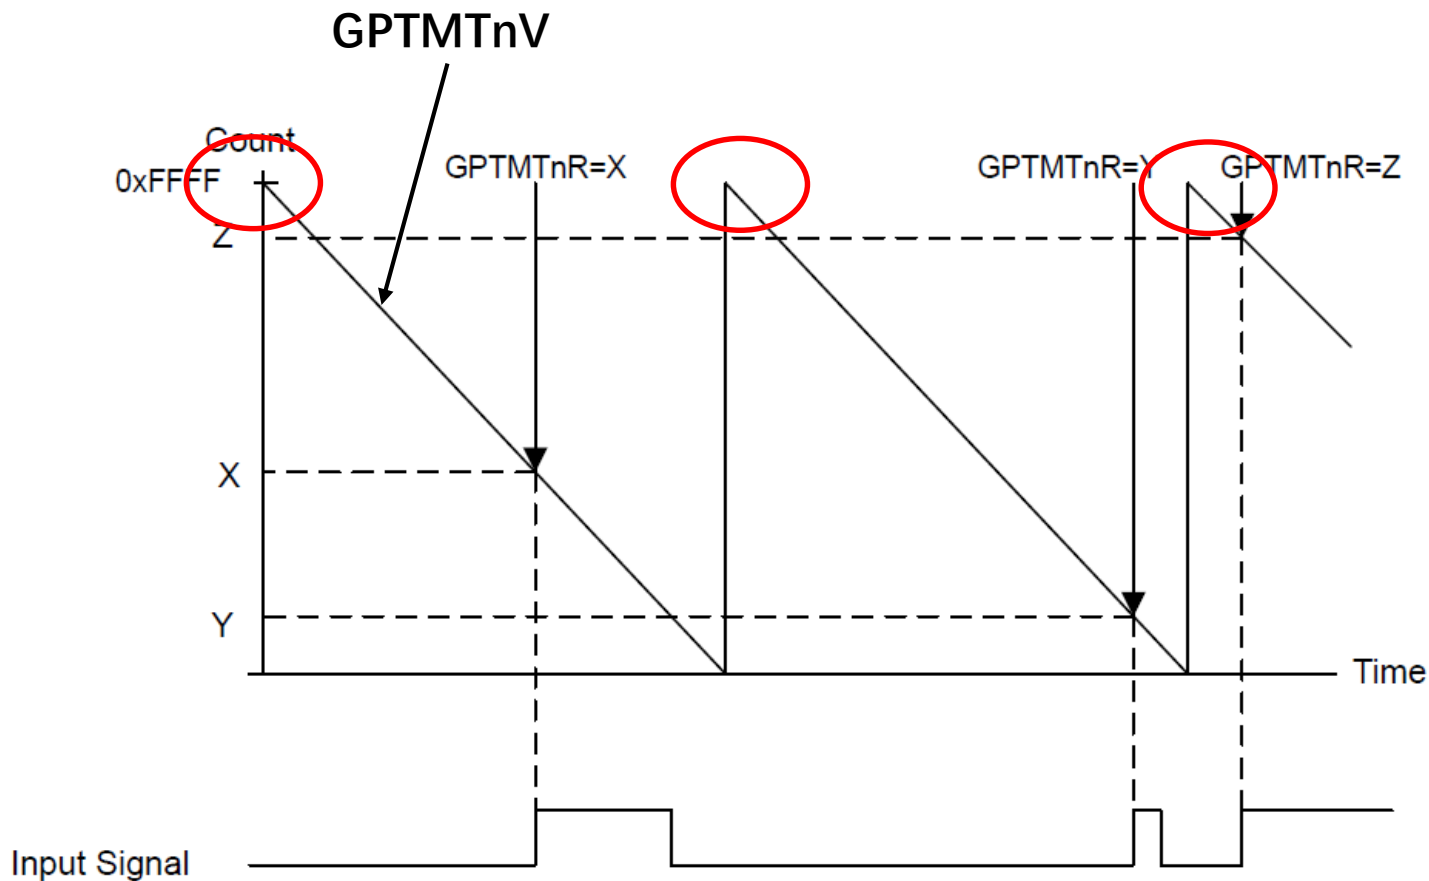 GPTMTnV
Count
0xFFFF
GPTMTnR=X
GPTMTnR=Y
GPTMTnR=Z
Z
X
Y
Time
Input Signal